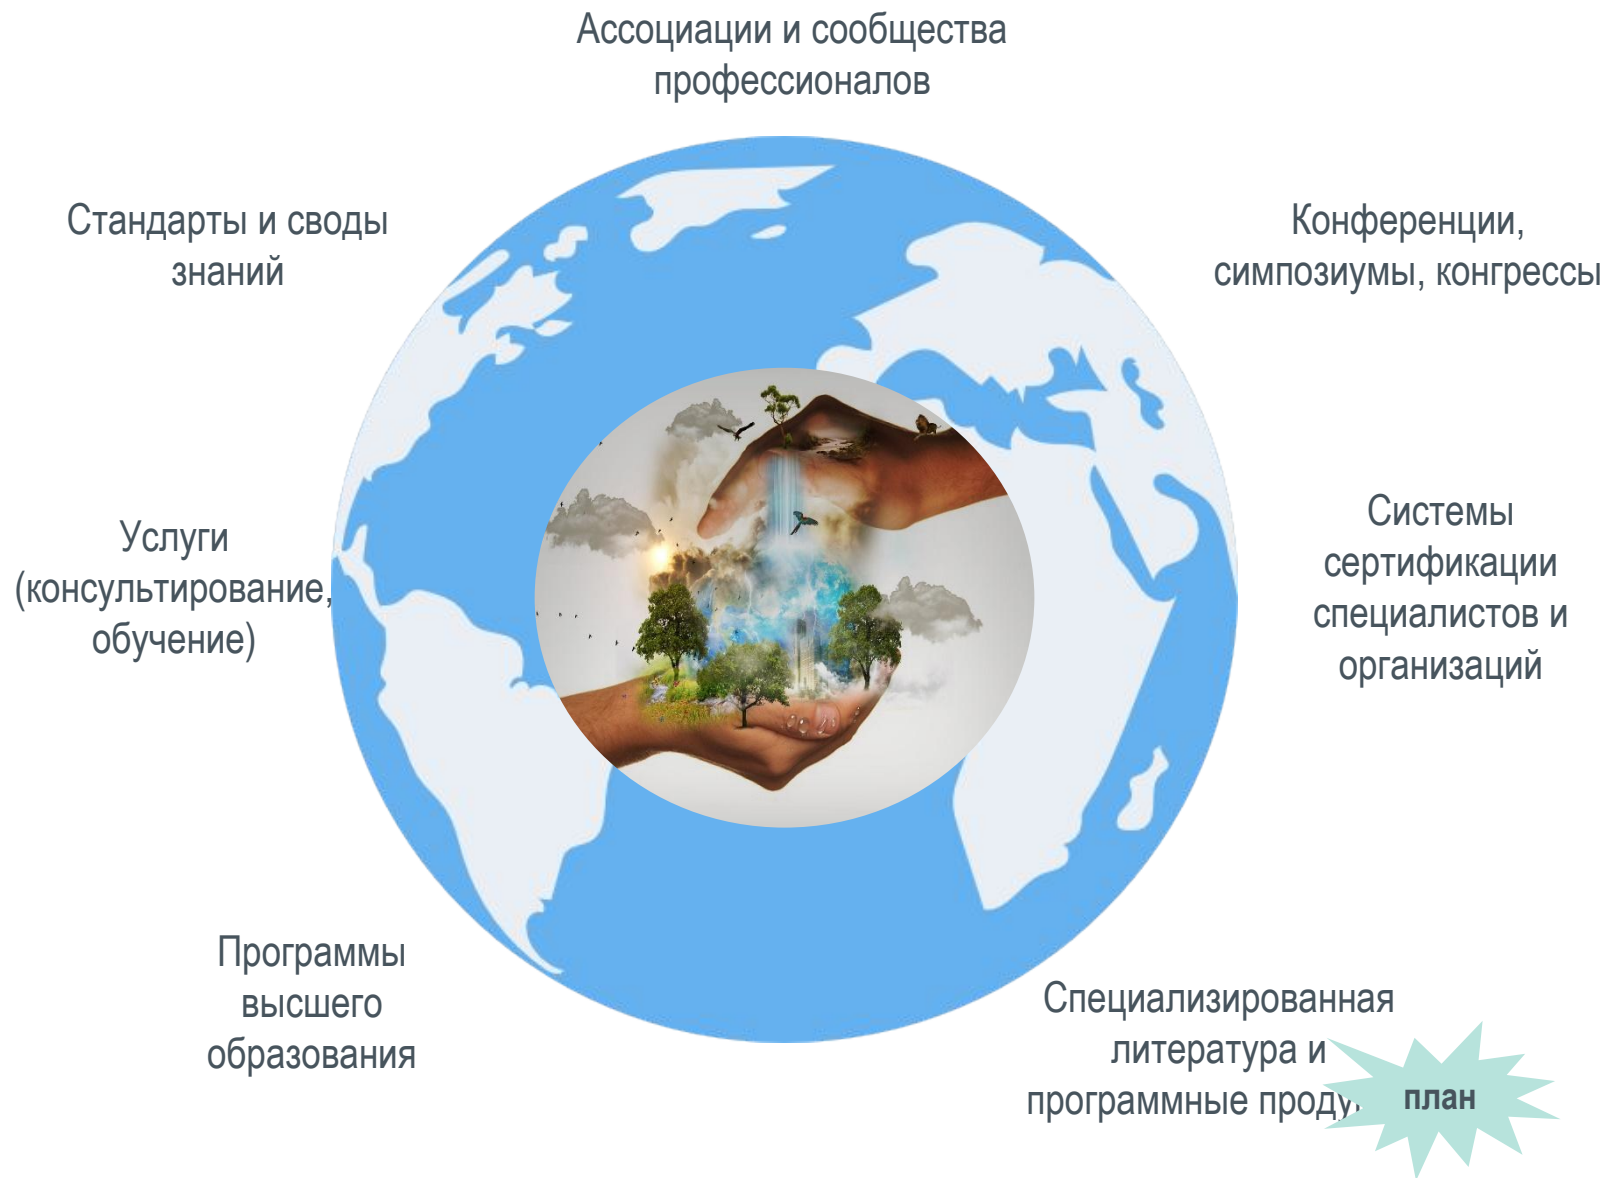 Ассоциации и сообщества
профессионалов
Стандарты и своды
знаний
Конференции,
симпозиумы, конгрессы
Услуги
(консультирование,
обучение)
Системы
сертификации
специалистов и
организаций
Программы
высшего
образования
Специализированная
литература и
программные
план